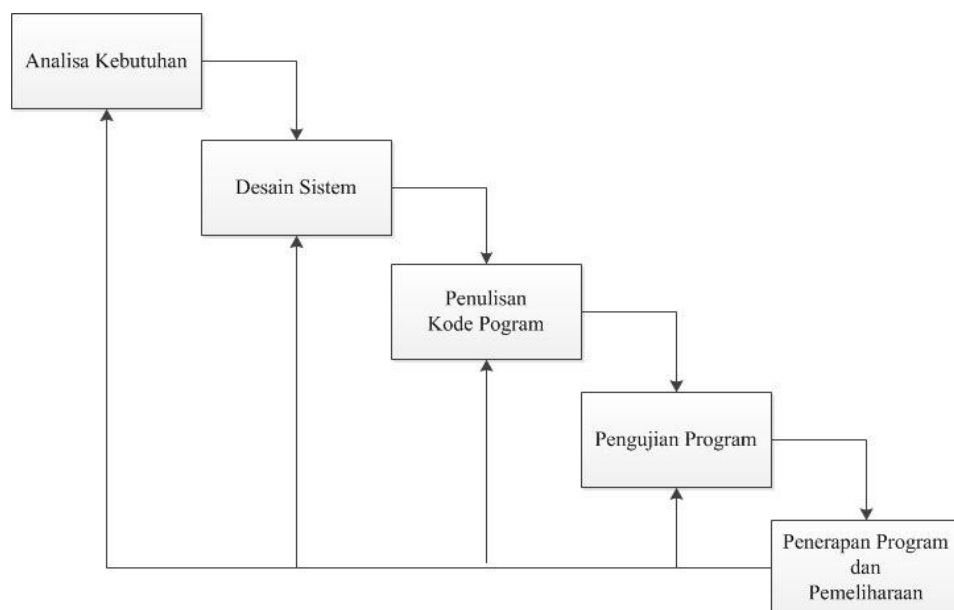 Analisa Kebutuhan
Desain Sistem
Penulisan
Kode Pogram
Pengujian Program
Penerapan Program
dan
Pemeliharaan